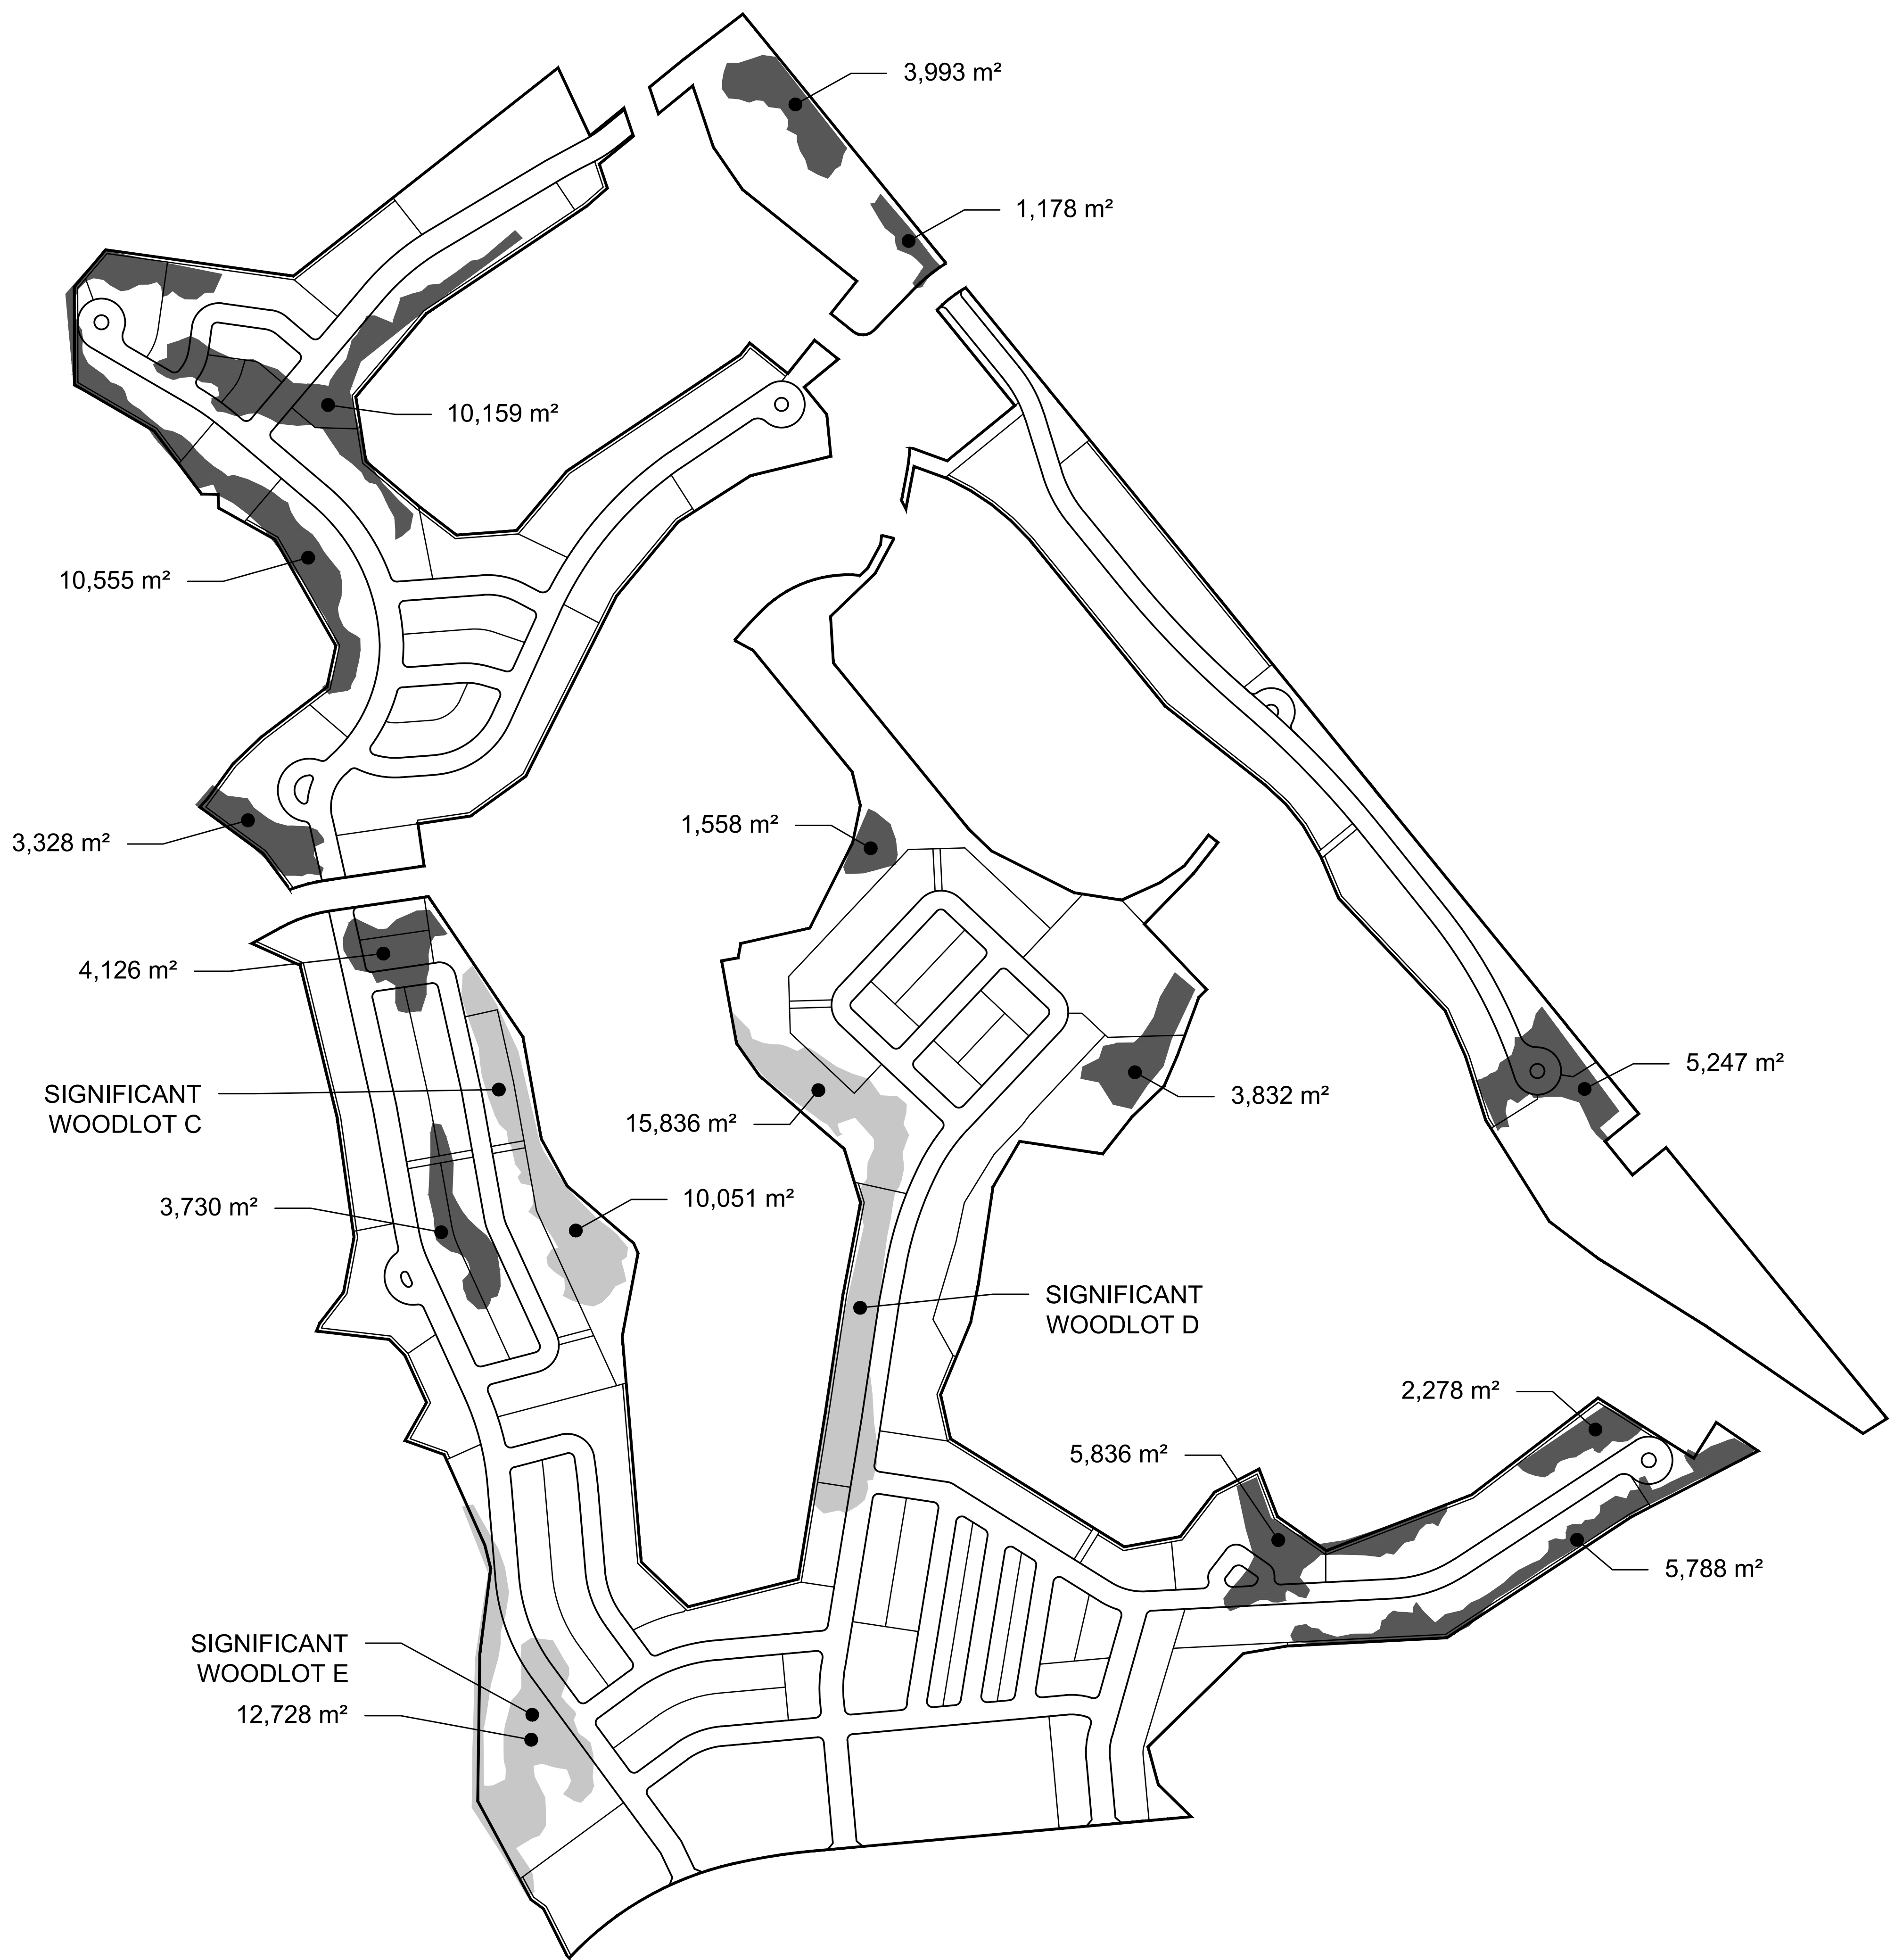 3,993 m²
1,178 m²
10,159 m²
10,555 m²
3,328 m²
1,558 m²
4,126 m²
SIGNIFICANT
WOODLOT C
15,836 m²
3,832 m²
5,247 m²
3,730 m²
10,051 m²
SIGNIFICANT
WOODLOT D
2,278 m²
5,836 m²
5,788 m²
SIGNIFICANT
WOODLOT E
12,728 m²